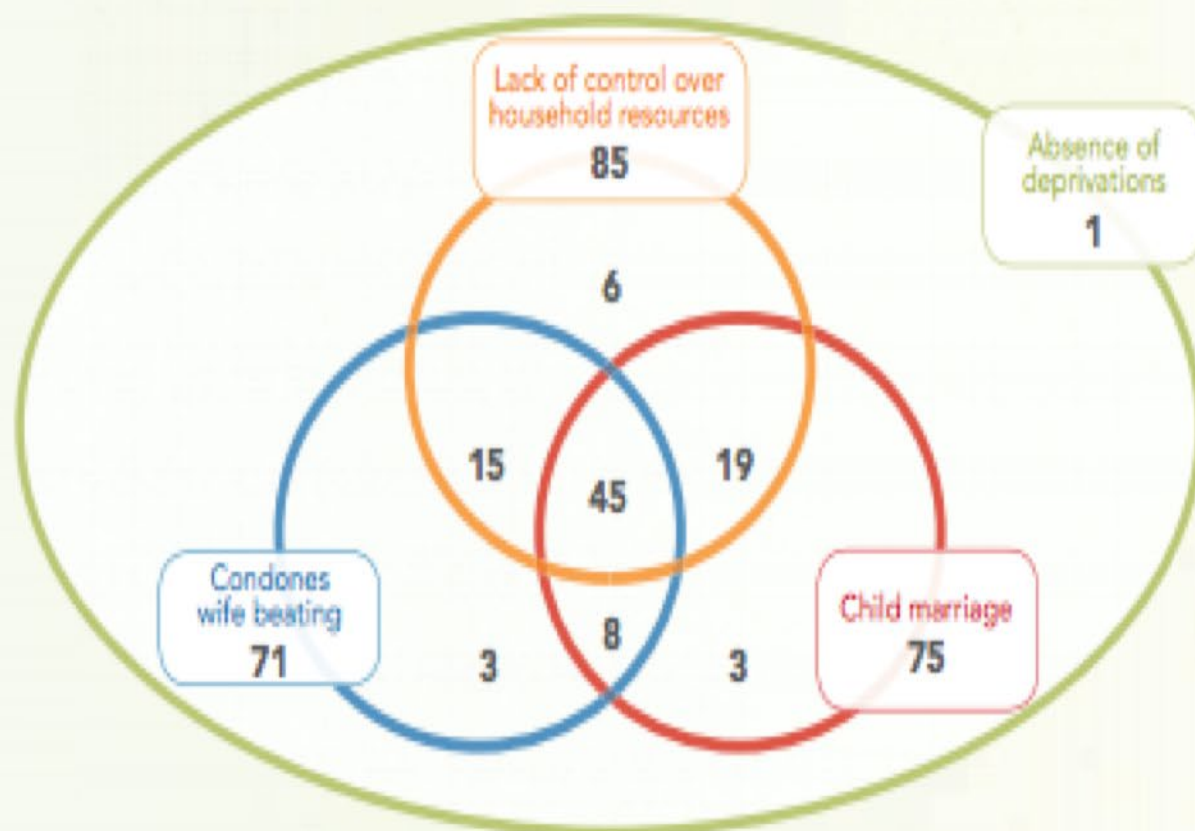 Lack of control over
household resources
85
Absence of
deprivations
1
6
15
45
19
Condones
wife beating
71
3
8
3
Child marriage
75